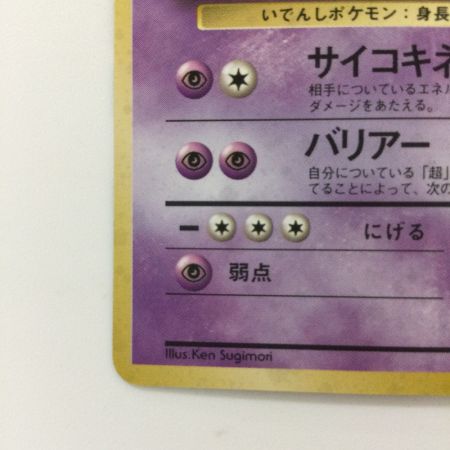 いでんしポケモン：身長
サイコキネ
相手についているエネル
ダメージをあたえる。
バリアー
自分についている「超」
てることによって、次の
にげる
弱点
Illus.Ken Sugimori